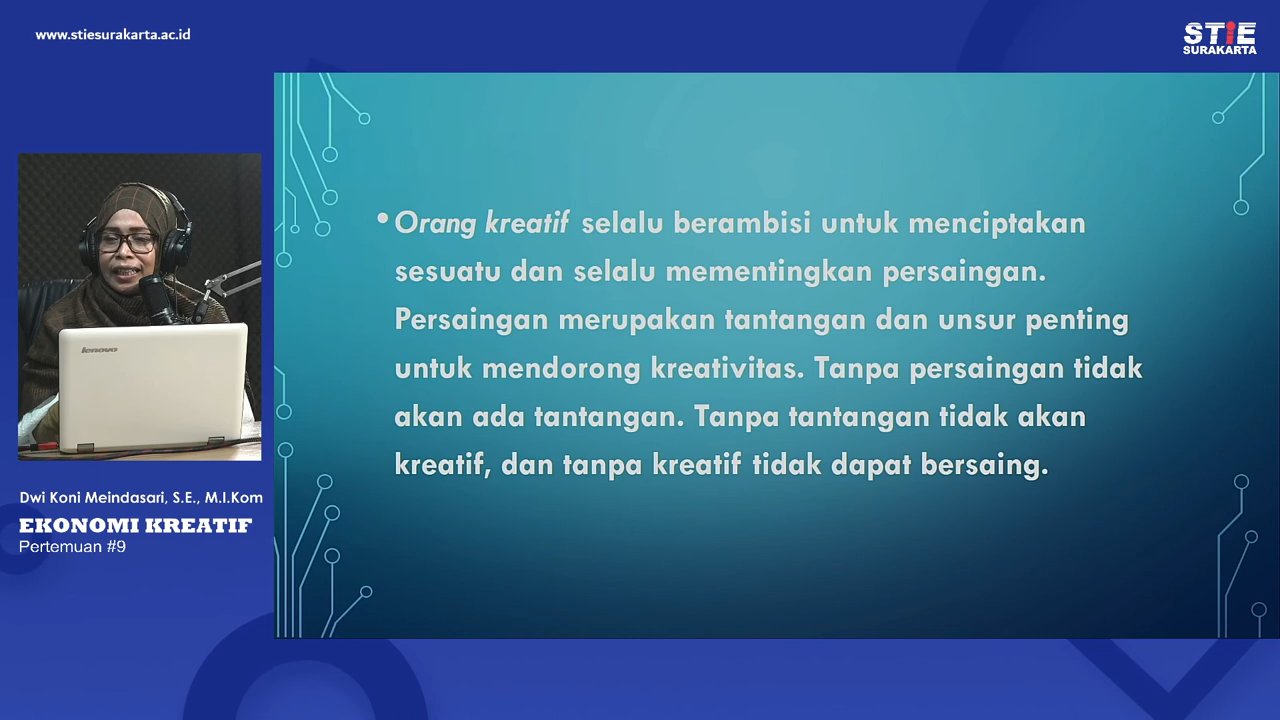 www.stiesurakarta.ac.id
STIE
SURAKARTA
• Orang kreatif selalu berambisi untuk menciptakan
sesuatu dan selalu mementingkan persaingan.
Persaingan merupakan tantangan dan unsur penting
untuk mendorong kreativitas. Tanpa persaingan tidak
akan ada tantangan. Tanpa tantangan tidak akan
kreatif, dan tanpa kreatif tidak dapat bersaing.
lenovo
Dwi Koni Meindasari, S.E., M.I.Kom
EKONOMI KREATIF
Pertemuan #9